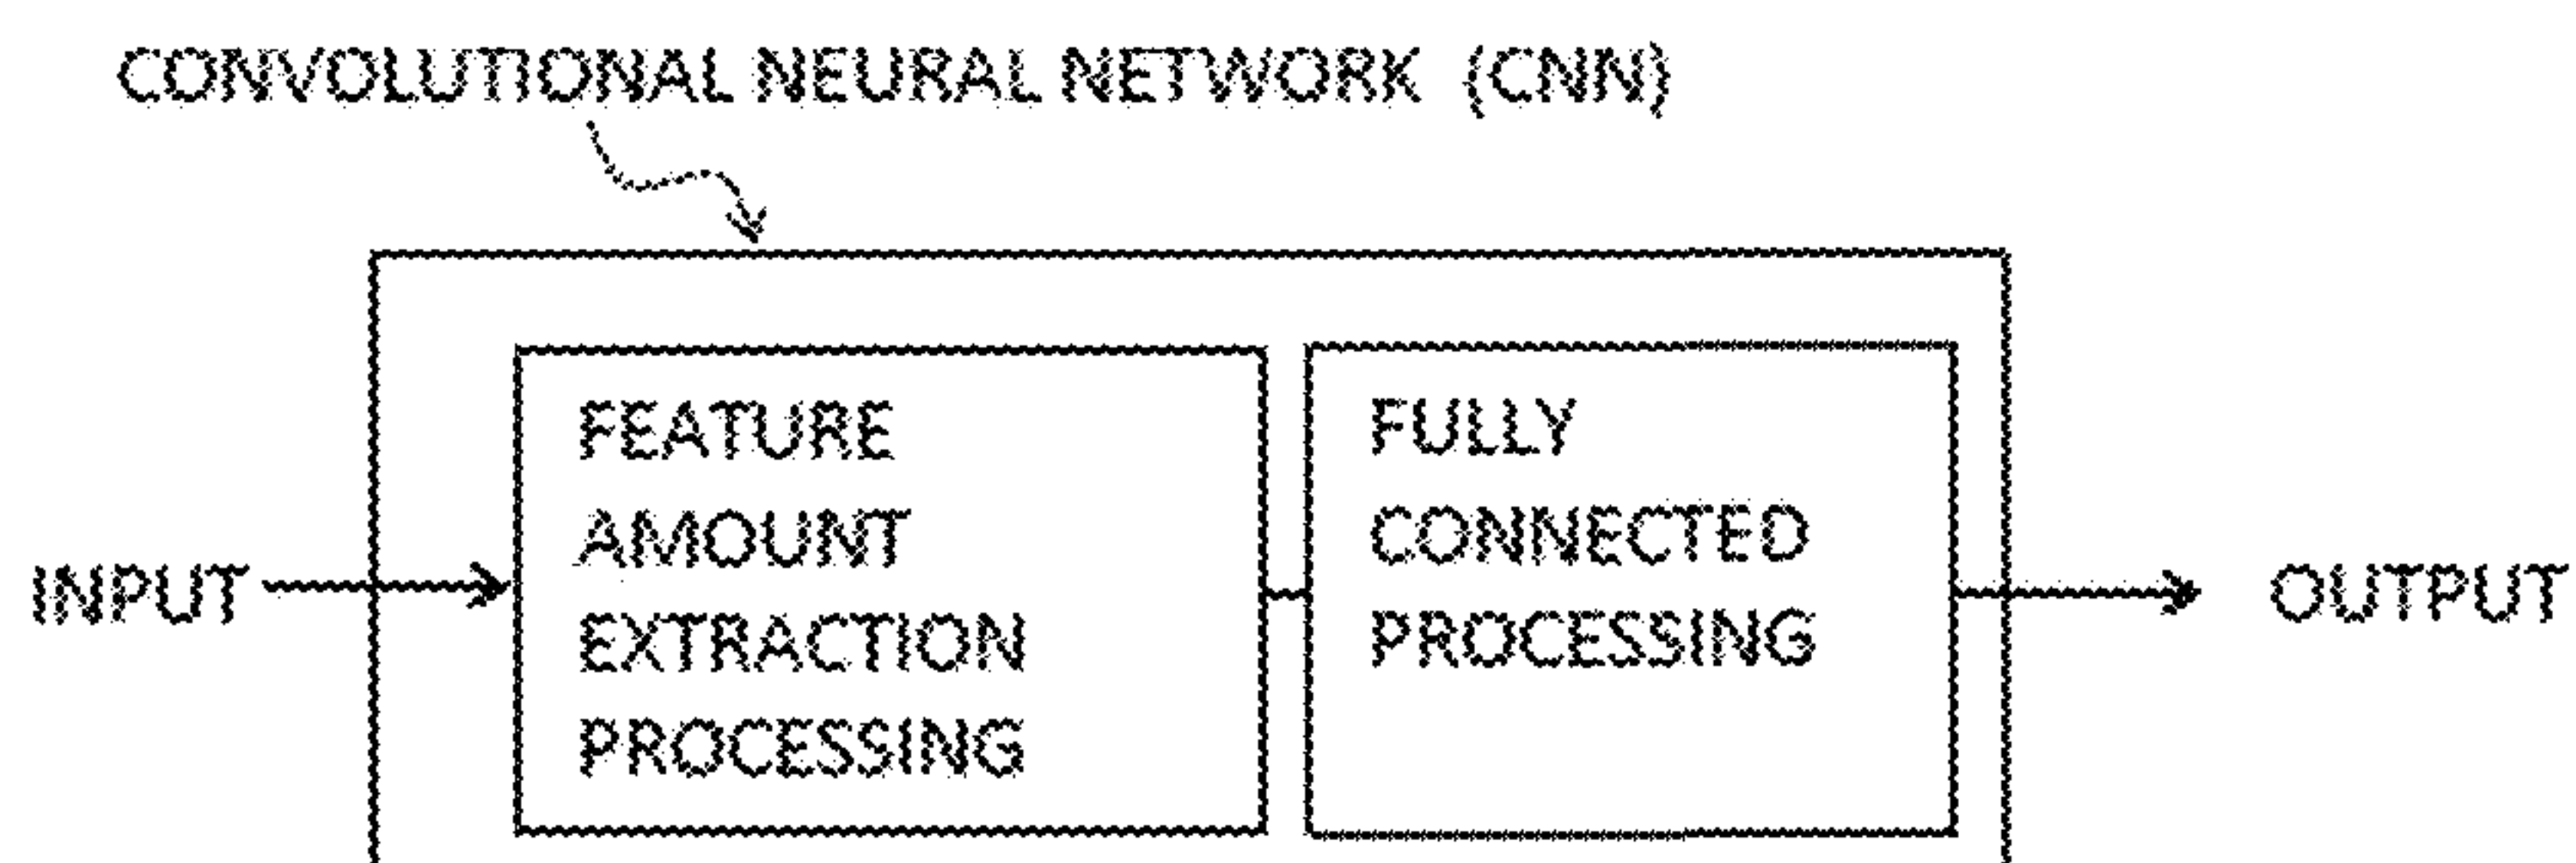 CONVOLUTIONAL NEURAL NETWORK (CNN)
FEATURE
AMOUNT
EXTRACTION
PROCESSING
FULLY
CONNECTED
PROCESSING
INPUT
OUTPUT